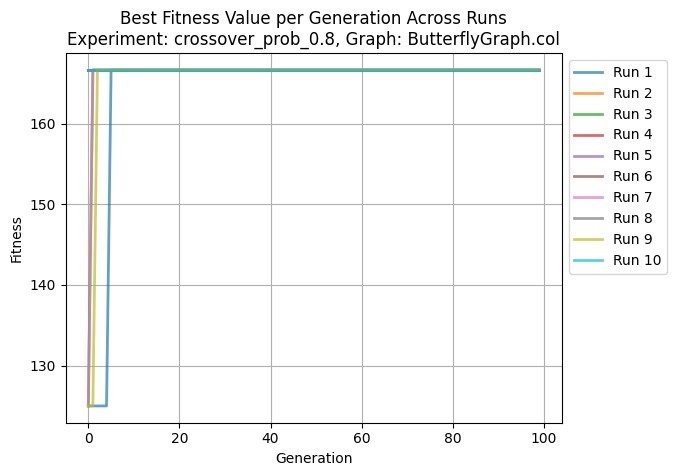 Best Fitness Value per Generation Across Runs
Experiment: crossover_prob_0.8, Graph: ButterflyGraph.col
Fitness
160
150
140
130
0
20
40
60
80
100
Generation
Run 1
Run 2
Run 3
Run 4
Run 5
Run 6
Run 7
Run 8
Run 9
Run 10